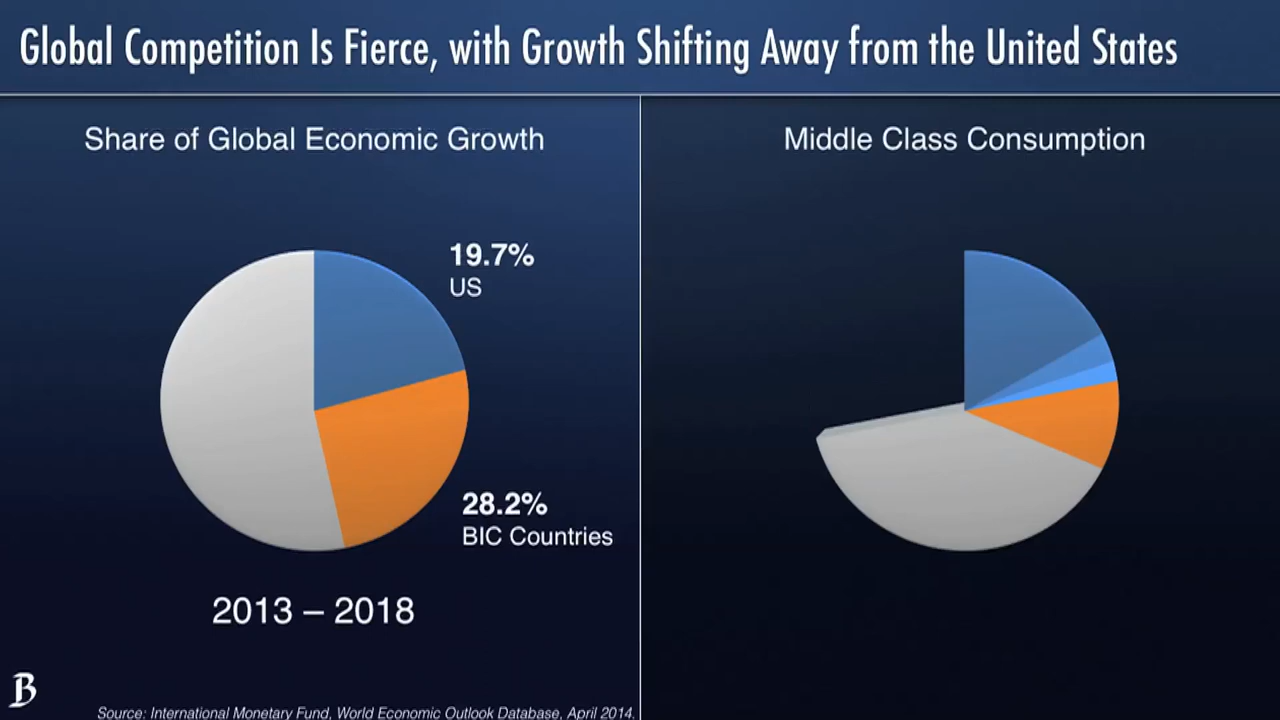 Global Competition Is Fierce, with Growth Shifting Away from the United States
Share of Global Economic Growth
19.7%
US
28.2%
BIC Countries
2013 – 2018
Middle Class Consumption
B
Source: International Monetary Fund, World Economic Outlook Database, April 2014.